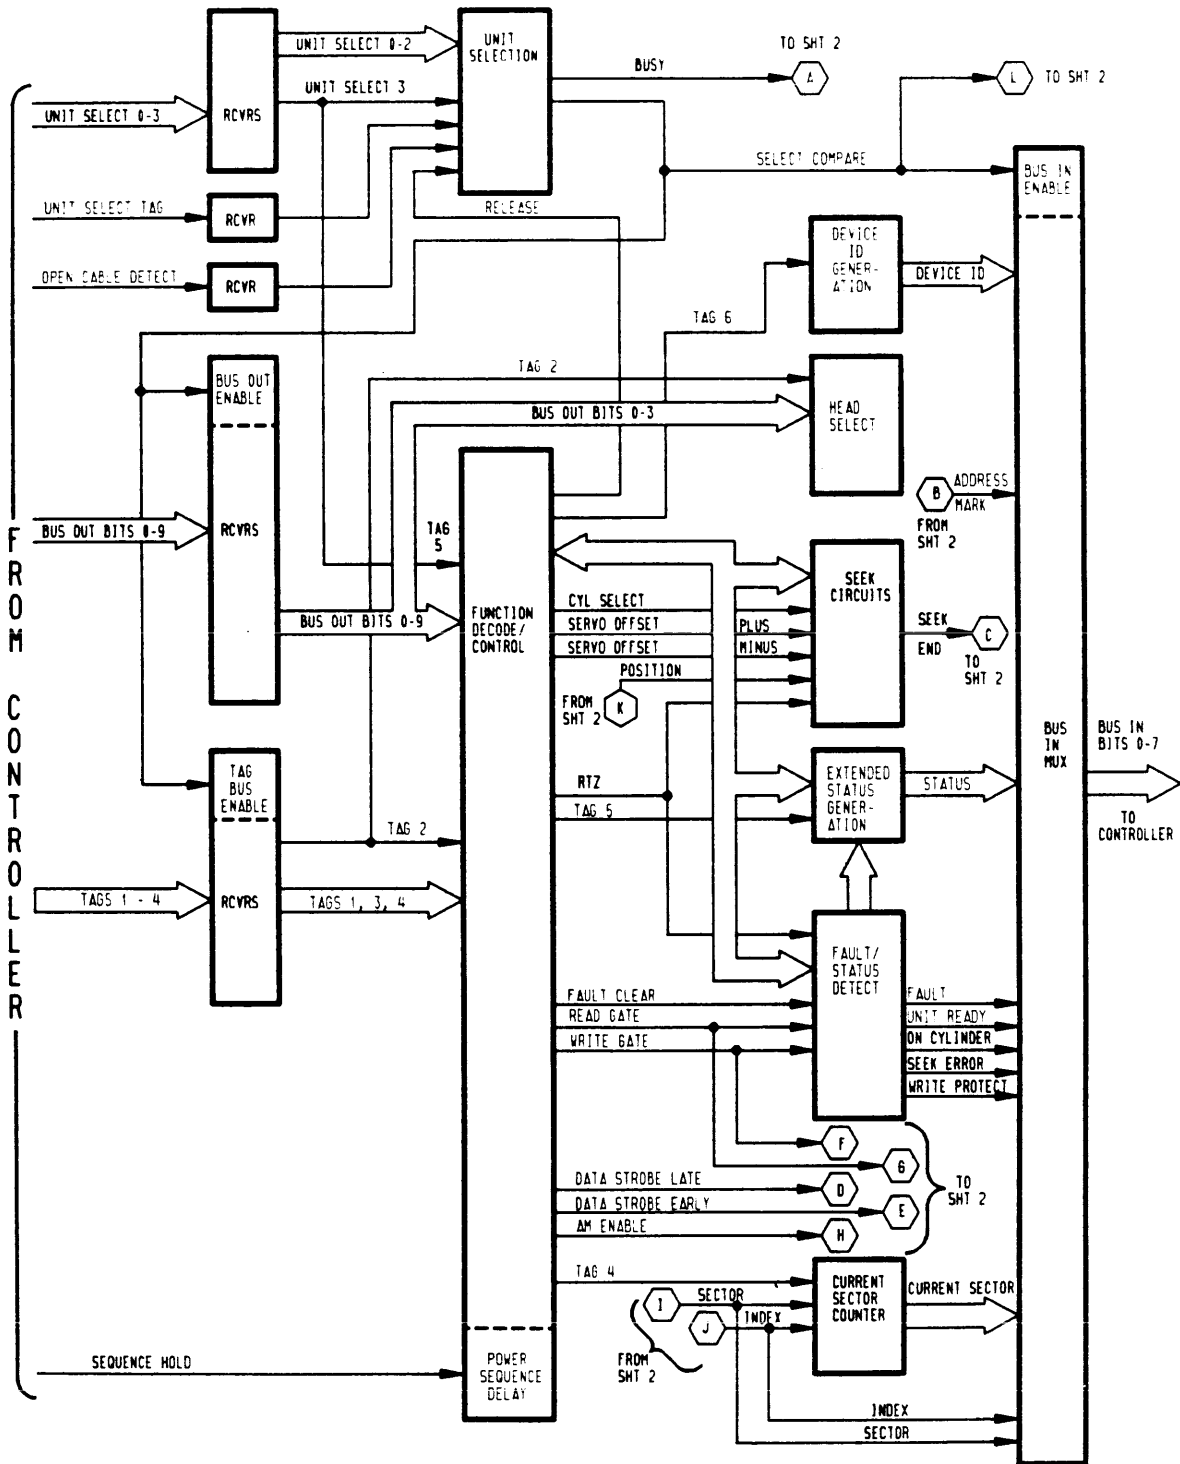 FROM CONTROLLER
UNIT SELECT 0-3
UNIT SELECT TAG
OPEN CABLE DETECT
BUS OUT BITS 0-9
TAGS 1 - 4
SEQUENCE HOLD
RCVRS
RCVR
RCVR
BUS OUT
ENABLE
RCVRS
TAG
BUS
ENABLE
RCVRS
UNIT SELECT 0-2
UNIT SELECT 3
UNIT
SELECTION
BUSY
TO SHT 2
A
L
TO SHT 2
SELECT COMPARE
RELEASE
BUS IN
ENABLE
DEVICE
ID
GENER-
ATION
DEVICE ID
TAG 6
TAG 2
BUS OUT BITS 0-3
HEAD
SELECT
B
ADDRESS
MARK
FROM
SHT 2
TAG
5
BUS OUT BITS 0-9
FUNCTION
DECODE/
CONTROL
CYL SELECT
SERVO OFFSET
PLUS
SERVO OFFSET
MINUS
POSITION
FROM
SHT 2
K
SEEK
CIRCUITS
SEEK
END
C
TO
SHT 2
BUS
IN
MUX
BUS IN
BITS 0-7
TO
CONTROLLER
RTZ
TAG 5
EXTENDED
STATUS
GENER-
ATION
STATUS
TAG 2
TAGS 1, 3, 4
FAULT/
STATUS
DETECT
FAULT CLEAR
READ GATE
WRITE GATE
FAULT
UNIT READY
ON CYLINDER
SEEK ERROR
WRITE PROTECT
F
G
DATA STROBE LATE
D
DATA STROBE EARLY
E
AM ENABLE
H
TO
SHT 2
TAG 4
I
SECTOR
J
INDEX
FROM
SHT 2
CURRENT
SECTOR
COUNTER
CURRENT SECTOR
POWER
SEQUENCE
DELAY
INDEX
SECTOR